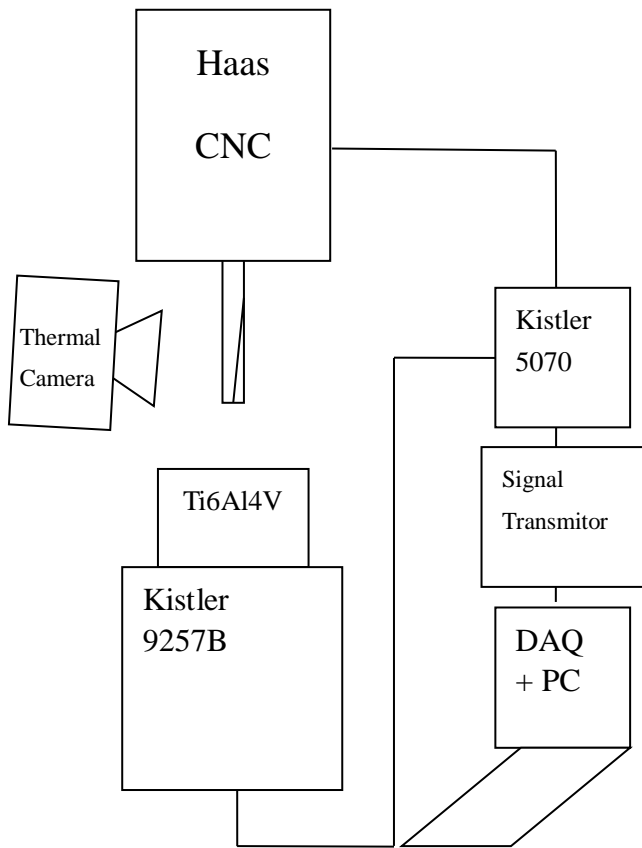 Haas
CNC
Thermal
Camera
Kistler
5070
Ti6Al4V
Signal
Transmitor
Kistler
9257B
DAQ
+ PC